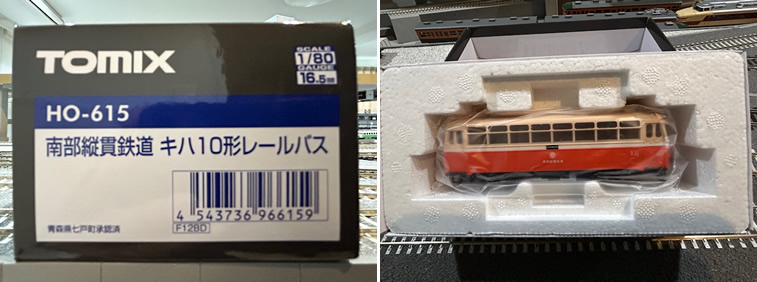 TOMIX
SCALE
1/80
GAUGE
16.5mm
HO-615
南部縦貫鉄道 キハ10形レールバス
4 543736 966159
F12BD
青森県七戸町承認済